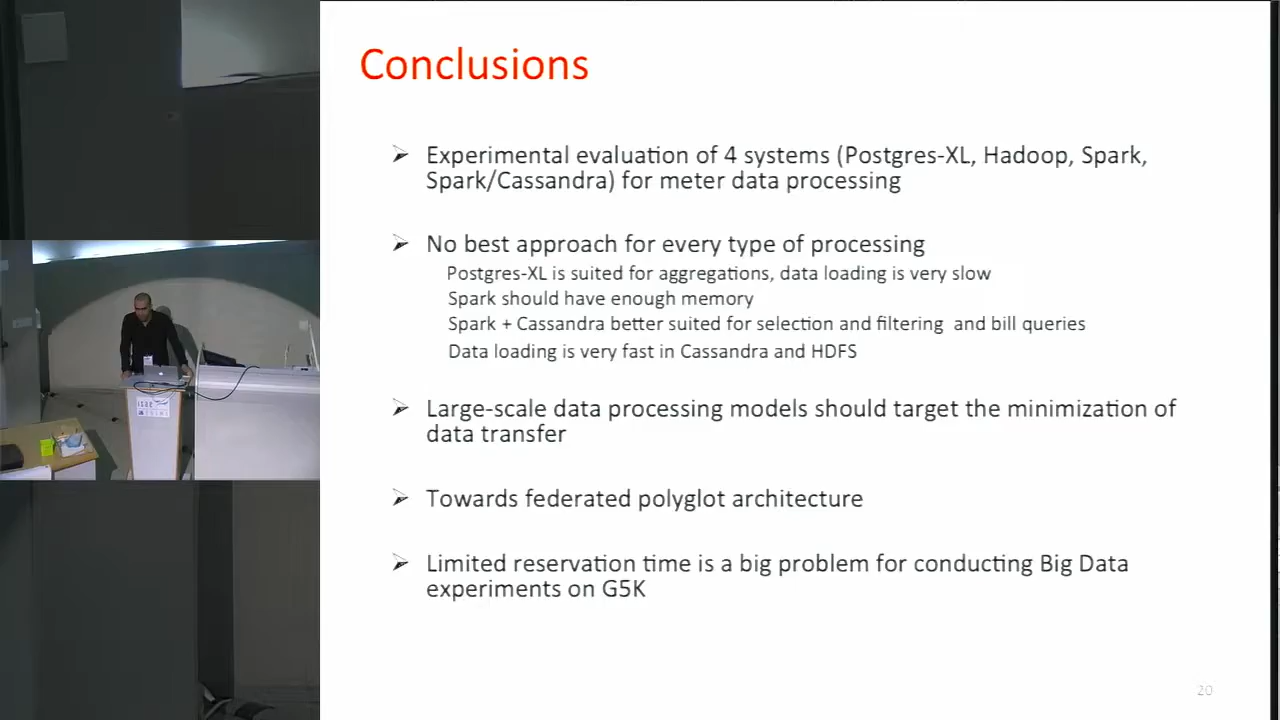 Conclusions
Experimental evaluation of 4 systems (Postgres-XL, Hadoop, Spark,
Spark/Cassandra) for meter data processing
No best approach for every type of processing
Postgres-XL is suited for aggregations, data loading is very slow
Spark should have enough memory
Spark + Cassandra better suited for selection and filtering and bill queries
Data loading is very fast in Cassandra and HDFS
Large-scale data processing models should target the minimization of
data transfer
Towards federated polyglot architecture
Limited reservation time is a big problem for conducting Big Data
experiments on G5K
20